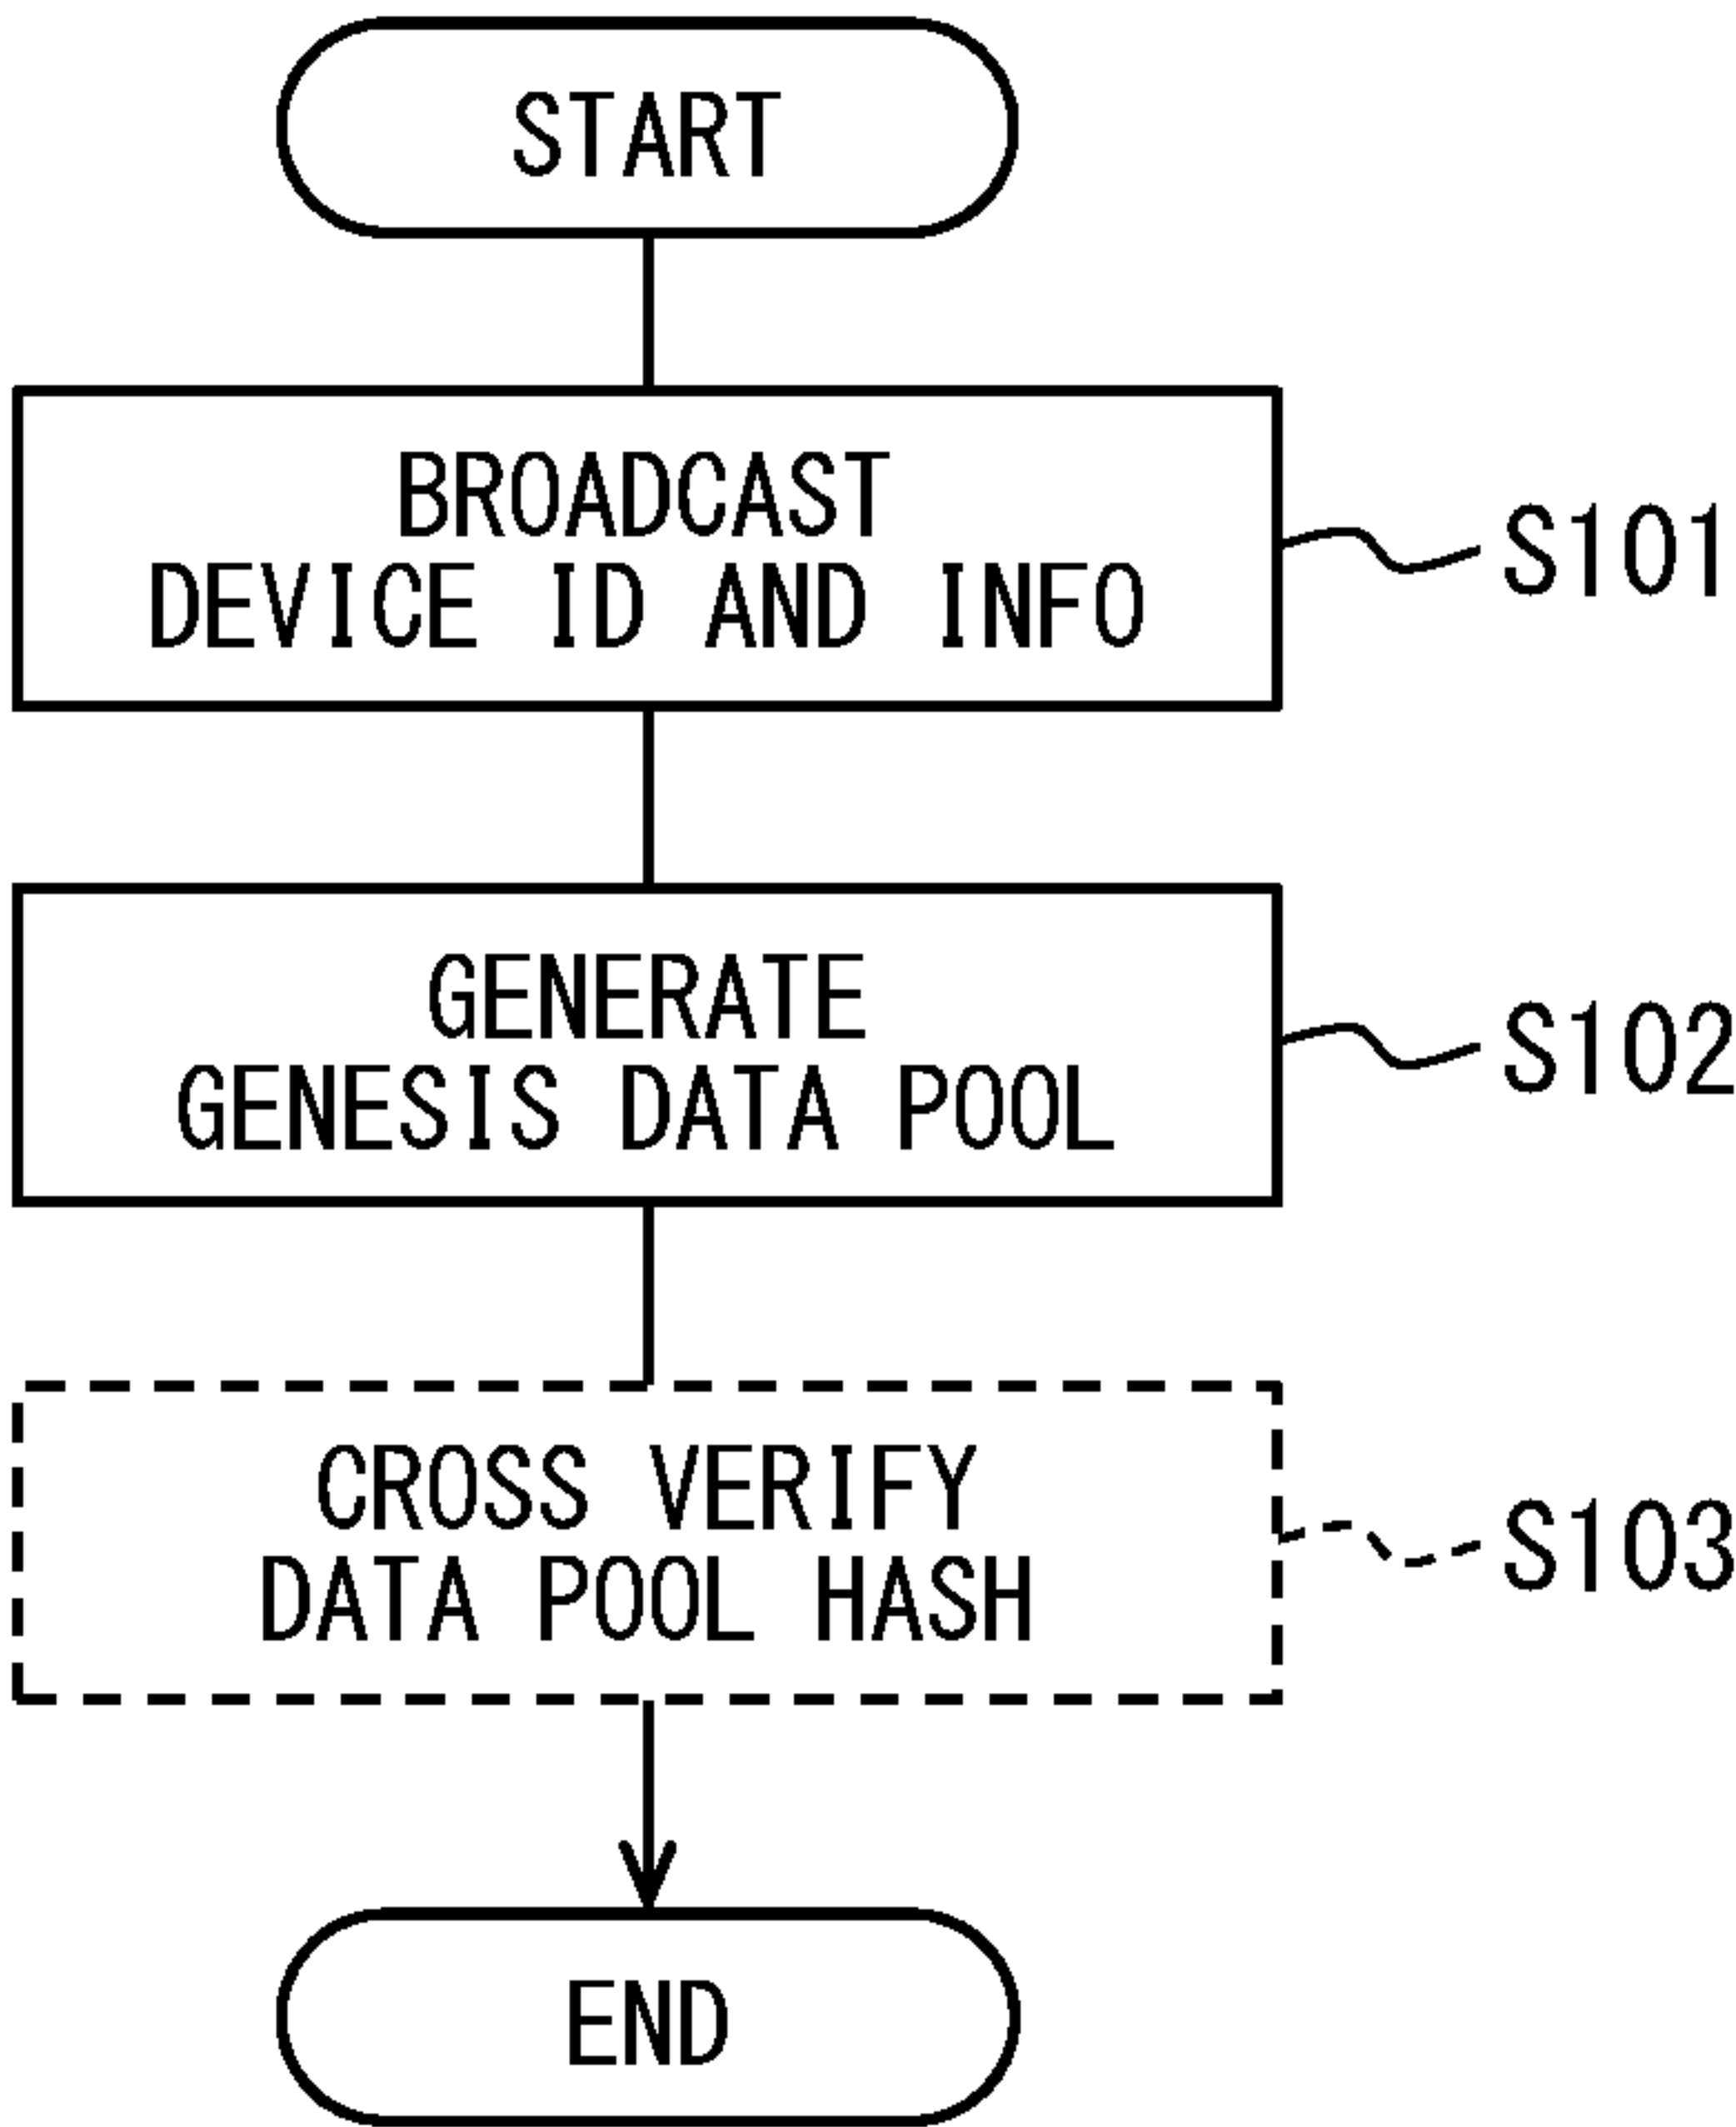 START
BROADCAST
DEVICE ID AND INFO
S101
GENERATE
GENESIS DATA POOL
S102
CROSS VERIFY
DATA POOL HASH
S103
END